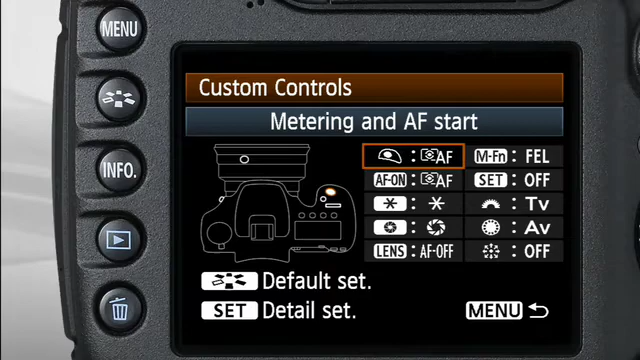 MENU
INFO.
Custom Controls
Metering and AF start
: AF M-Fn : FEL
AF-ON : AF SET : OFF
* : * : Tv
: : Av
LENS : AF-OFF : OFF
Default set.
SET Detail set. MENU